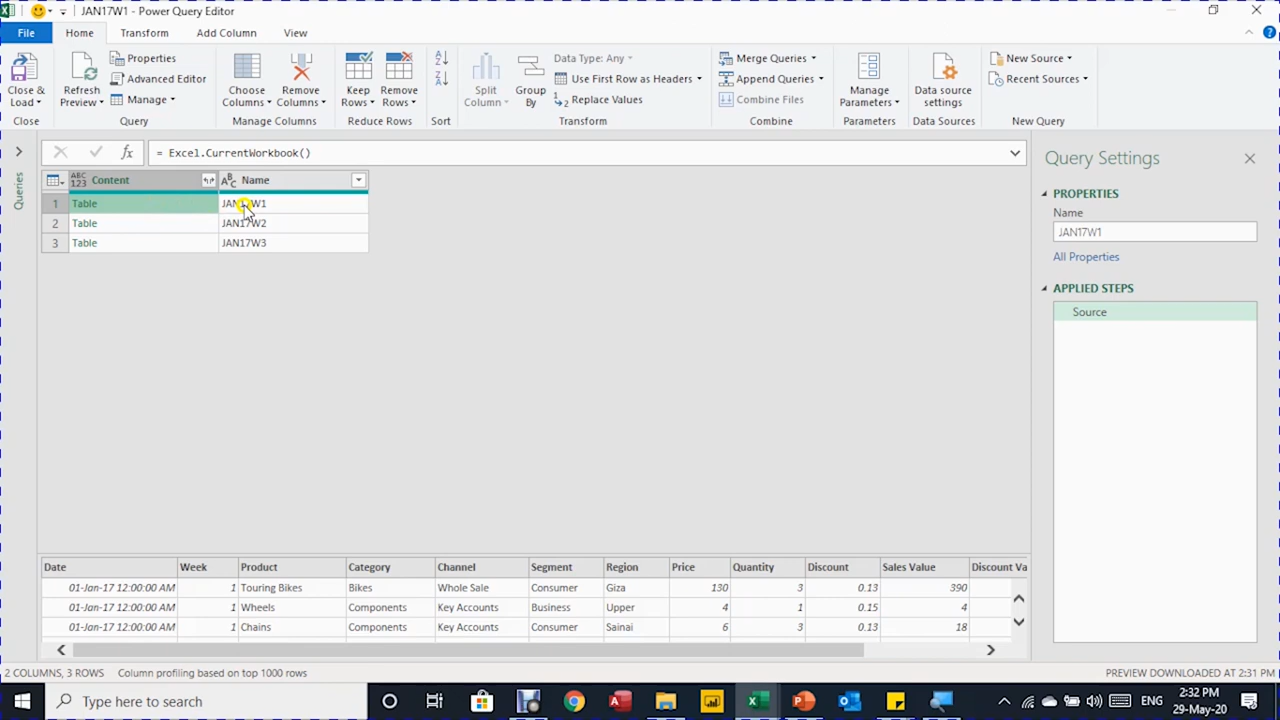 JAN17W1 - Power Query Editor
File
Home
Transform
Add Column
View
Close &
Load
Close
Refresh
Preview
Properties
Advanced Editor
Manage
Query
Choose
Columns
Remove
Columns
Manage Columns
Keep
Rows
Remove
Rows
Reduce Rows
Sort
Split
Column
Group
By
Data Type: Any
Use First Row as Headers
Replace Values
Transform
Merge Queries
Append Queries
Combine Files
Combine
Manage
Parameters
Parameters
Data source
settings
Data Sources
New Source
Recent Sources
New Query
= Excel.CurrentWorkbook()
Queries
ABC 123 Content
ABC Name
1 Table JAN17W1
2 Table JAN17W2
3 Table JAN17W3
Query Settings
PROPERTIES
Name
JAN17W1
All Properties
APPLIED STEPS
Source
Date Week Product Category Channel Segment Region Price Quantity Discount Sales Value Discount Va
01-Jan-17 12:00:00 AM 1 Touring Bikes Bikes Whole Sale Consumer Giza 130 3 0.13 390
01-Jan-17 12:00:00 AM 1 Wheels Components Key Accounts Business Upper 4 1 0.15 4
01-Jan-17 12:00:00 AM 1 Chains Components Key Accounts Consumer Sainai 6 3 0.13 18
2 COLUMNS, 3 ROWS Column profiling based on top 1000 rows
PREVIEW DOWNLOADED AT 2:31 PM
Type here to search
ENG
2:32 PM
29-May-20